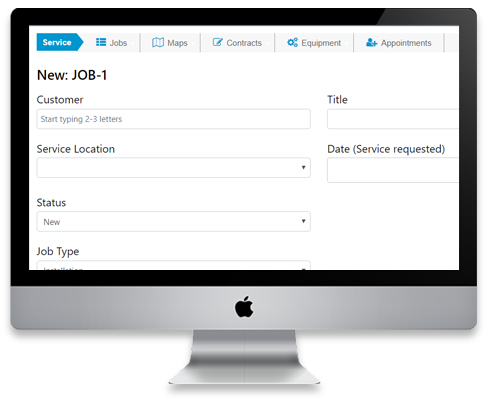 Service Jobs Maps Contracts Equipment Appointments
New: JOB-1
Customer Title
Start typing 2-3 letters
Service Location Date (Service requested)
Status
New
Job Type
Installation